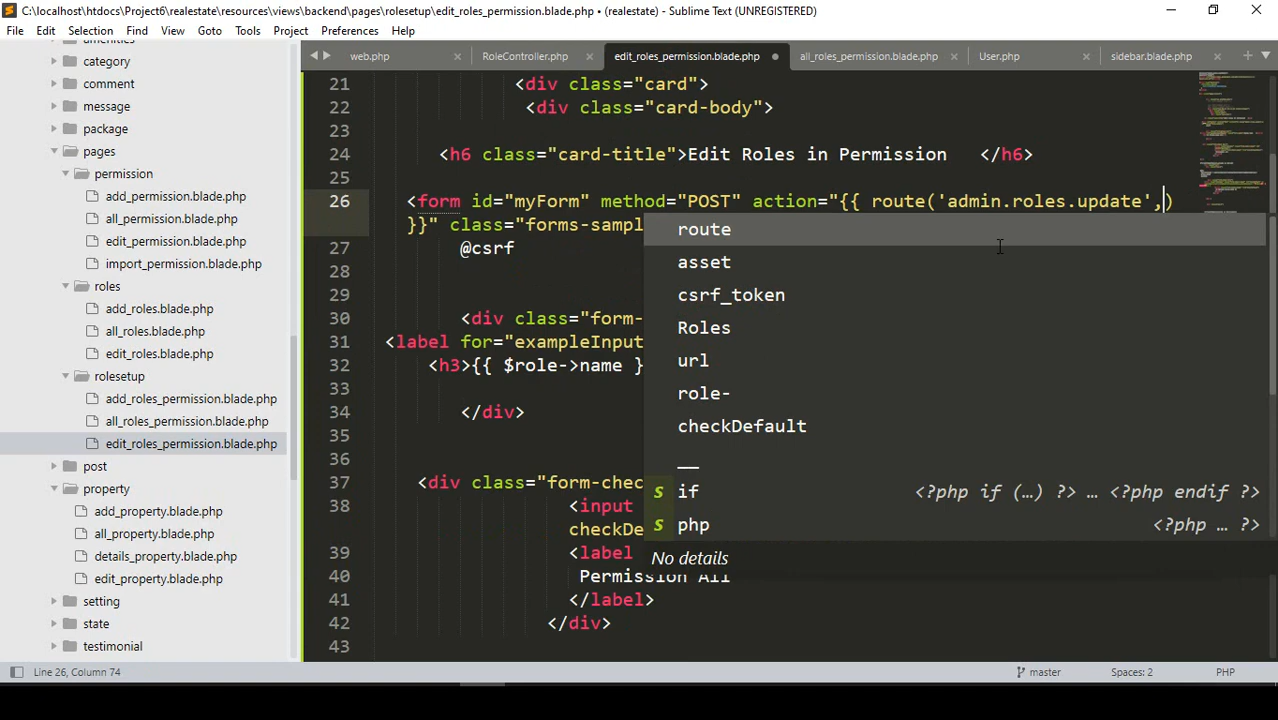 C:\localhost\htdocs\Project6\realestate\resources\views\backend\pages\rolesetup\edit_roles_permission.blade.php • (realestate) - Sublime Text (UNREGISTERED)
File Edit Selection Find View Goto Tools Project Preferences Help
web.php RoleController.php edit_roles_permission.blade.php all_roles_permission.blade.php User.php sidebar.blade.php
amenities
category
comment
message
package
pages
permission
add_permission.blade.php
all_permission.blade.php
edit_permission.blade.php
import_permission.blade.php
roles
add_roles.blade.php
all_roles.blade.php
edit_roles.blade.php
rolesetup
add_roles_permission.blade.php
all_roles_permission.blade.php
edit_roles_permission.blade.php
post
property
add_property.blade.php
all_property.blade.php
details_property.blade.php
edit_property.blade.php
setting
state
testimonial
21 <div class="card">
22 <div class="card-body">
23
24 <h6 class="card-title">Edit Roles in Permission </h6>
25
26 <form id="myForm" method="POST" action="{{ route('admin.roles.update',)
}}" class="forms-sampl
27 @csrf
28
29
30 <div class="form-
31 <label for="exampleInput
32 <h3>{{ $role->name }
33
34 </div>
35
36
37 <div class="form-chec
38 <input
checkDe
39 <label
40 Permission All
41 </label>
42 </div>
43
route
asset
csrf_token
Roles
url
role-
checkDefault
__
s if <?php if (…) ?> … <?php endif ?>
s php <?php … ?>
No details
Line 26, Column 74 master Spaces: 2 PHP